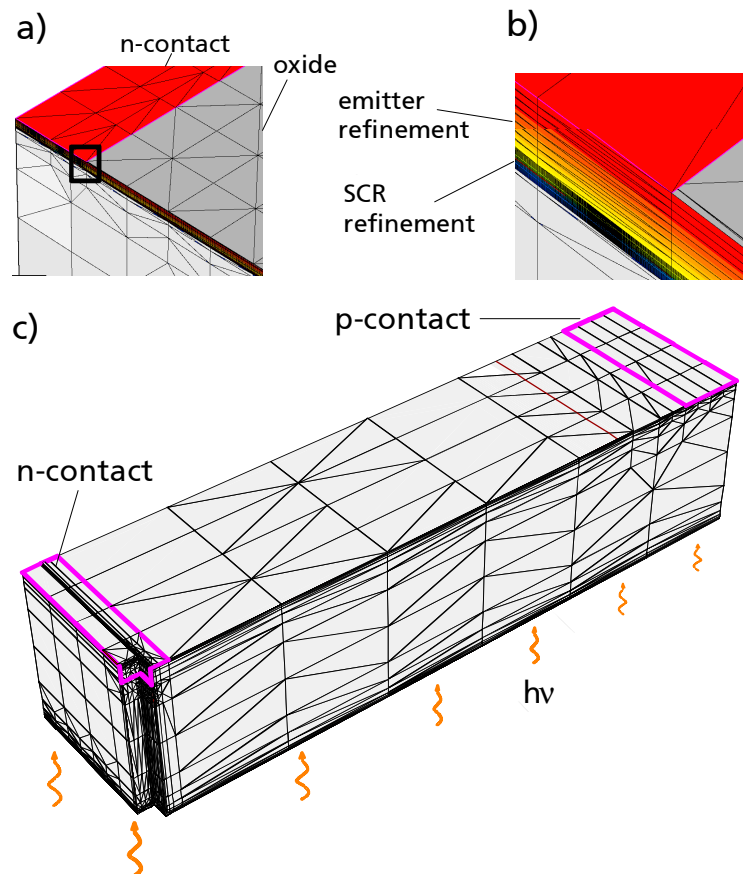 a)
n-contact
oxide
b)
emitter
refinement
SCR
refinement
c)
p-contact
n-contact
hν